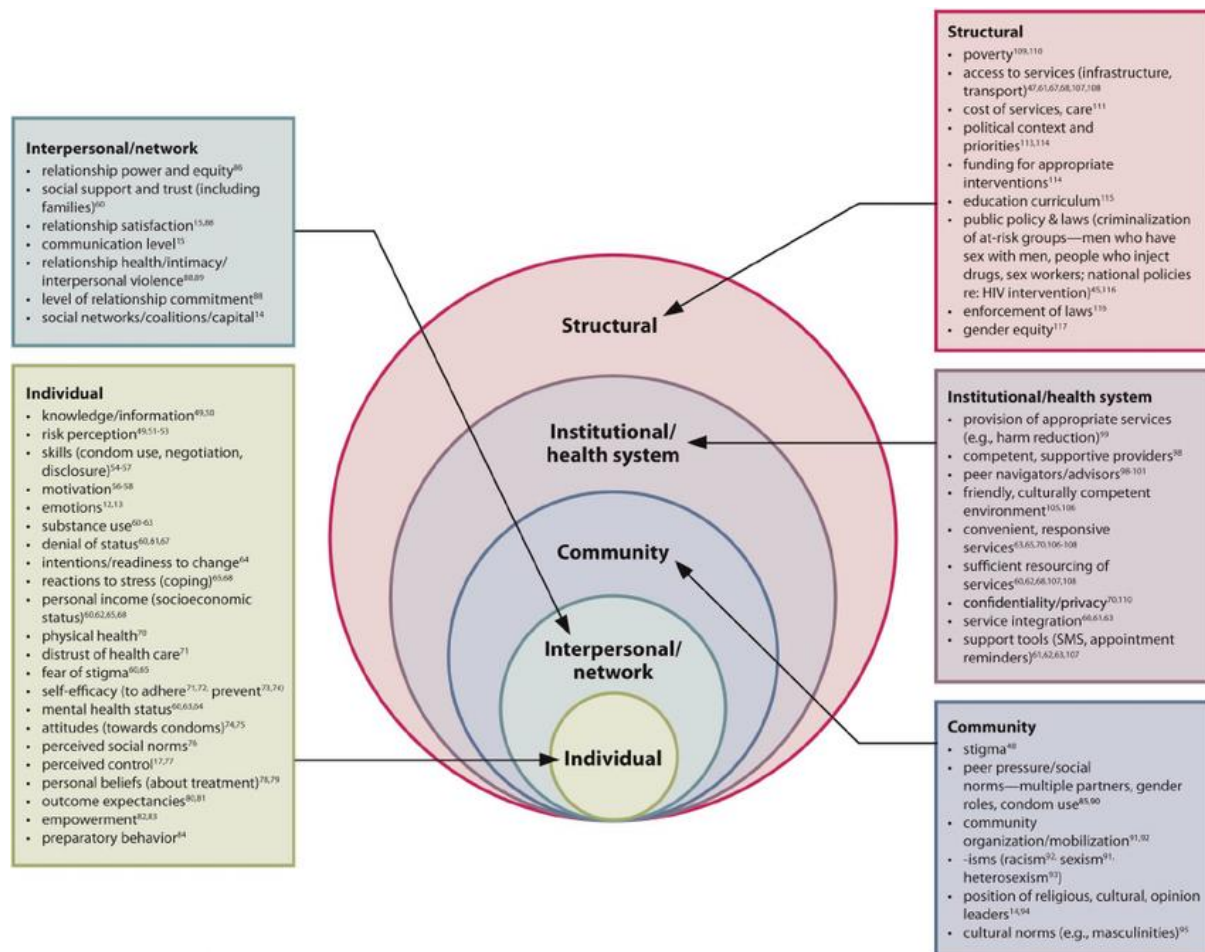 Interpersonal/network
• relationship power and equity86
• social support and trust (including
families)60
• relationship satisfaction15,88
• communication level15
• relationship health/intimacy/
interpersonal violence88,89
• level of relationship commitment88
• social networks/coalitions/capital14
Individual
• knowledge/information49,50
• risk perception49,51-53
• skills (condom use, negotiation,
disclosure)54-57
• motivation56-58
• emotions12,13
• substance use60-63
• denial of status60,61,67
• intentions/readiness to change64
• reactions to stress (coping)65,68
• personal income (socioeconomic
status)60,62,65,68
• physical health70
• distrust of health care71
• fear of stigma60,65
• self-efficacy (to adhere71,72, prevent73,74)
• mental health status60,63,64
• attitudes (towards condoms)74,75
• perceived social norms76
• perceived control17,77
• personal beliefs (about treatment)78,79
• outcome expectancies80,81
• empowerment82,83
• preparatory behavior84
Structural
Institutional/
health system
Community
Interpersonal/
network
Individual
Structural
• poverty109,110
• access to services (infrastructure,
transport)47,61,67,68,107,108
• cost of services, care111
• political context and
priorities113,114
• funding for appropriate
interventions114
• education curriculum115
• public policy & laws (criminalization
of at-risk groups—men who have
sex with men, people who inject
drugs, sex workers; national policies
re: HIV intervention)45,116
• enforcement of laws116
• gender equity117
Institutional/health system
• provision of appropriate services
(e.g., harm reduction)99
• competent, supportive providers98
• peer navigators/advisors98-101
• friendly, culturally competent
environment105,106
• convenient, responsive
services63,65,70,106-108
• sufficient resourcing of
services60,62,68,107,108
• confidentiality/privacy70,110
• service integration60,61,63
• support tools (SMS, appointment
reminders)61,62,63,107
Community
• stigma48
• peer pressure/social
norms—multiple partners, gender
roles, condom use85,90
• community
organization/mobilization91,92
• -isms (racism92, sexism91,
heterosexism93)
• position of religious, cultural, opinion
leaders14,94
• cultural norms (e.g., masculinities)95